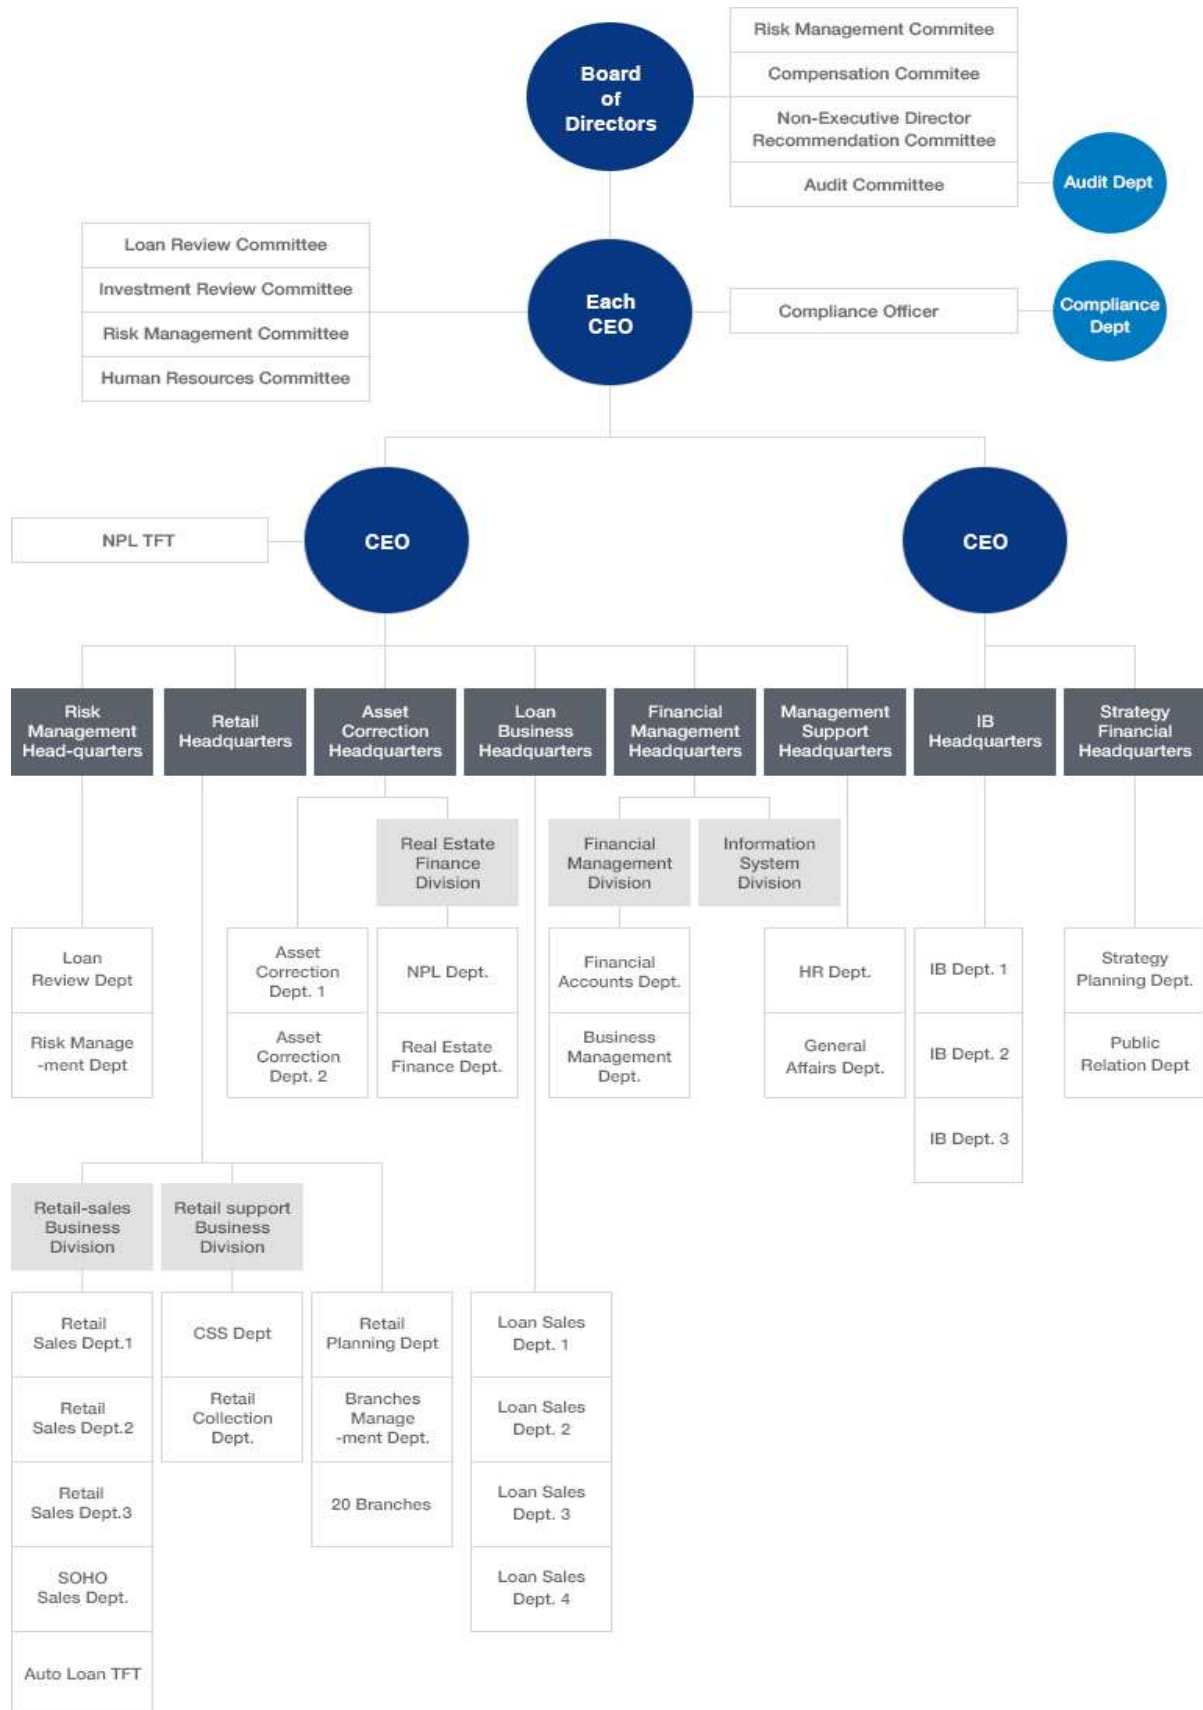 Board
of
Directors
Risk Management Commitee
Compensation Commitee
Non-Executive Director
Recommendation Committee
Audit Committee
Audit Dept
Loan Review Committee
Investment Review Committee
Risk Management Committee
Human Resources Committee
Each
CEO
Compliance Officer
Compliance
Dept
NPL TFT
CEO
CEO
Risk
Management
Head-quarters
Retail
Headquarters
Asset
Correction
Headquarters
Loan
Business
Headquarters
Financial
Management
Headquarters
Management
Support
Headquarters
IB
Headquarters
Strategy
Financial
Headquarters
Real Estate
Finance
Division
Financial
Management
Division
Information
System
Division
Loan
Review Dept
Risk Manage
-ment Dept
Asset
Correction
Dept. 1
Asset
Correction
Dept. 2
NPL Dept.
Real Estate
Finance Dept.
Financial
Accounts Dept.
Business
Management
Dept.
HR Dept.
General
Affairs Dept.
IB Dept. 1
IB Dept. 2
IB Dept. 3
Strategy
Planning Dept.
Public
Relation Dept
Retail-sales
Business
Division
Retail support
Business
Division
Retail
Sales Dept.1
Retail
Sales Dept.2
Retail
Sales Dept.3
SOHO
Sales Dept.
Auto Loan TFT
CSS Dept
Retail
Collection
Dept.
Retail
Planning Dept
Branches
Manage
-ment Dept.
20 Branches
Loan Sales
Dept. 1
Loan Sales
Dept. 2
Loan Sales
Dept. 3
Loan Sales
Dept. 4